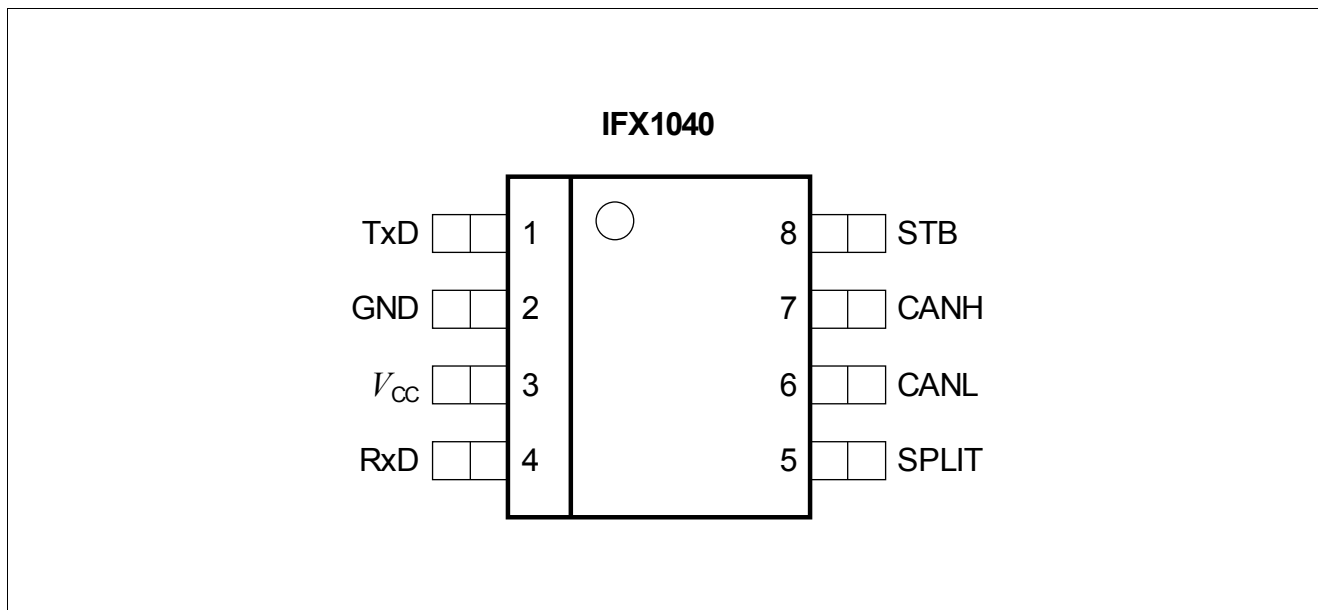 IFX1040
TxD 1 8 STB
GND 2 7 CANH
VCC 3 6 CANL
RxD 4 5 SPLIT